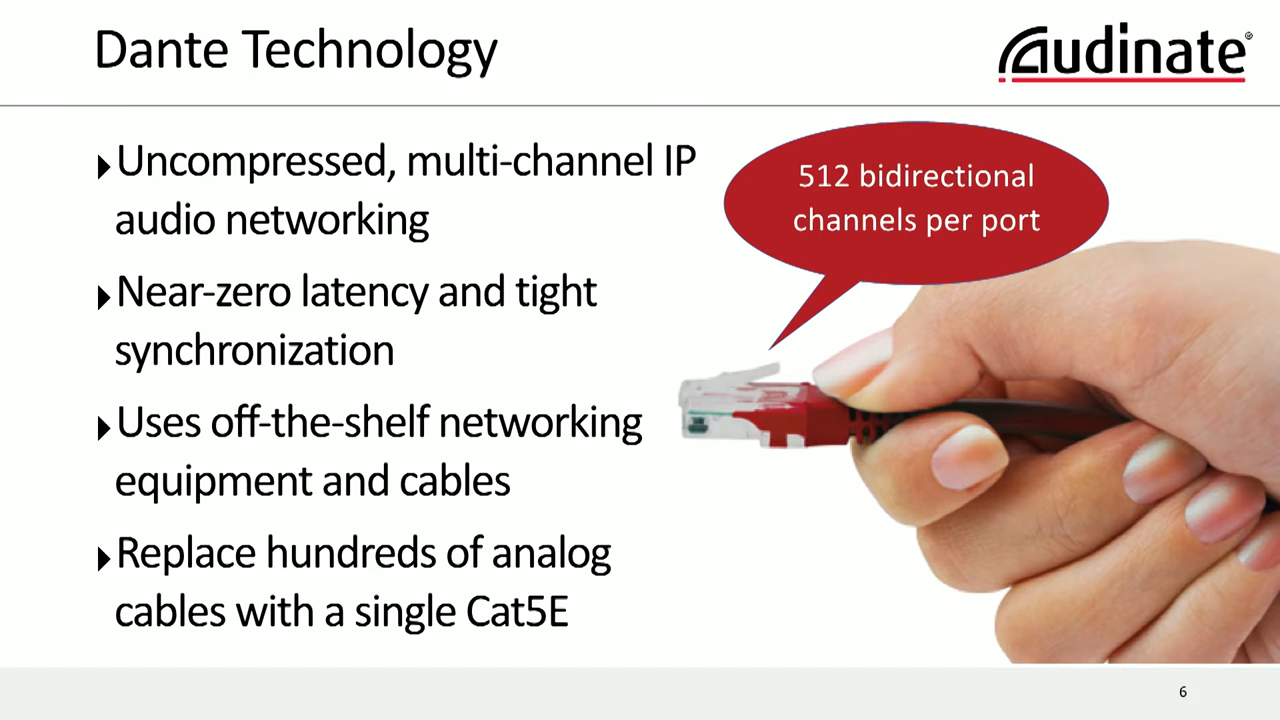 Dante Technology
Audinate®
▸Uncompressed, multi-channel IP
audio networking
512 bidirectional
channels per port
▸Near-zero latency and tight
synchronization
▸Uses off-the-shelf networking
equipment and cables
▸Replace hundreds of analog
cables with a single Cat5E
6